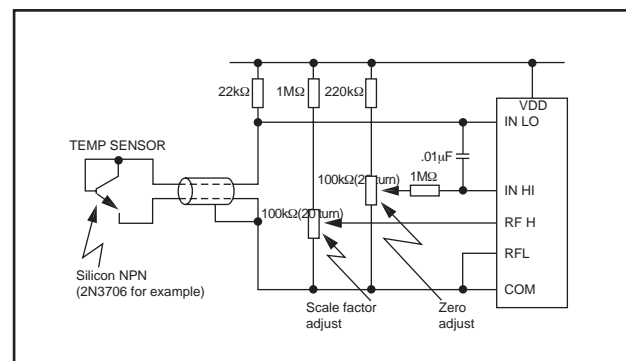 22kΩ 1MΩ 220kΩ
VDD
IN LO
TEMP SENSOR
.01µF
100kΩ(20 turn)
1MΩ
IN HI
100kΩ(20 turn)
RF H
RFL
COM
Silicon NPN
(2N3706 for example)
Scale factor
adjust
Zero
adjust